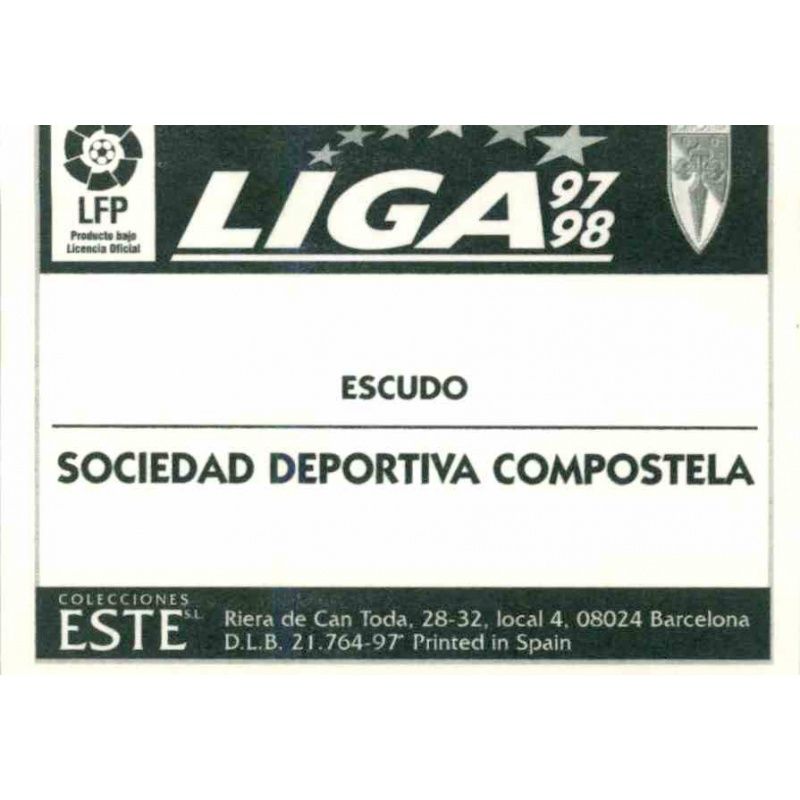 LFP
Producto bajo
Licencia Oficial
LIGA 97
98
ESCUDO
SOCIEDAD DEPORTIVA COMPOSTELA
COLECCIONES
ESTE S.L.
Riera de Can Toda, 28-32, local 4, 08024 Barcelona
D.L.B. 21.764-97 Printed in Spain